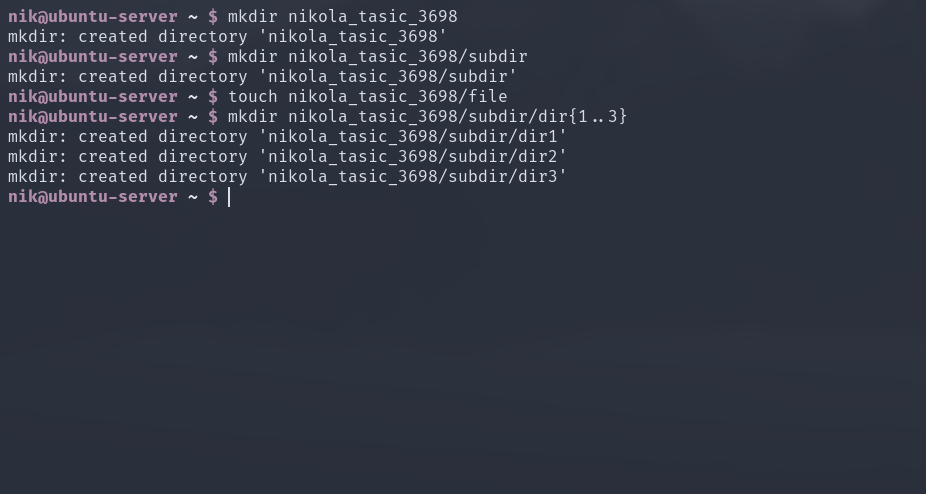 nik@ubuntu-server ~ $ mkdir nikola_tasic_3698
mkdir: created directory 'nikola_tasic_3698'
nik@ubuntu-server ~ $ mkdir nikola_tasic_3698/subdir
mkdir: created directory 'nikola_tasic_3698/subdir'
nik@ubuntu-server ~ $ touch nikola_tasic_3698/file
nik@ubuntu-server ~ $ mkdir nikola_tasic_3698/subdir/dir{1..3}
mkdir: created directory 'nikola_tasic_3698/subdir/dir1'
mkdir: created directory 'nikola_tasic_3698/subdir/dir2'
mkdir: created directory 'nikola_tasic_3698/subdir/dir3'
nik@ubuntu-server ~ $